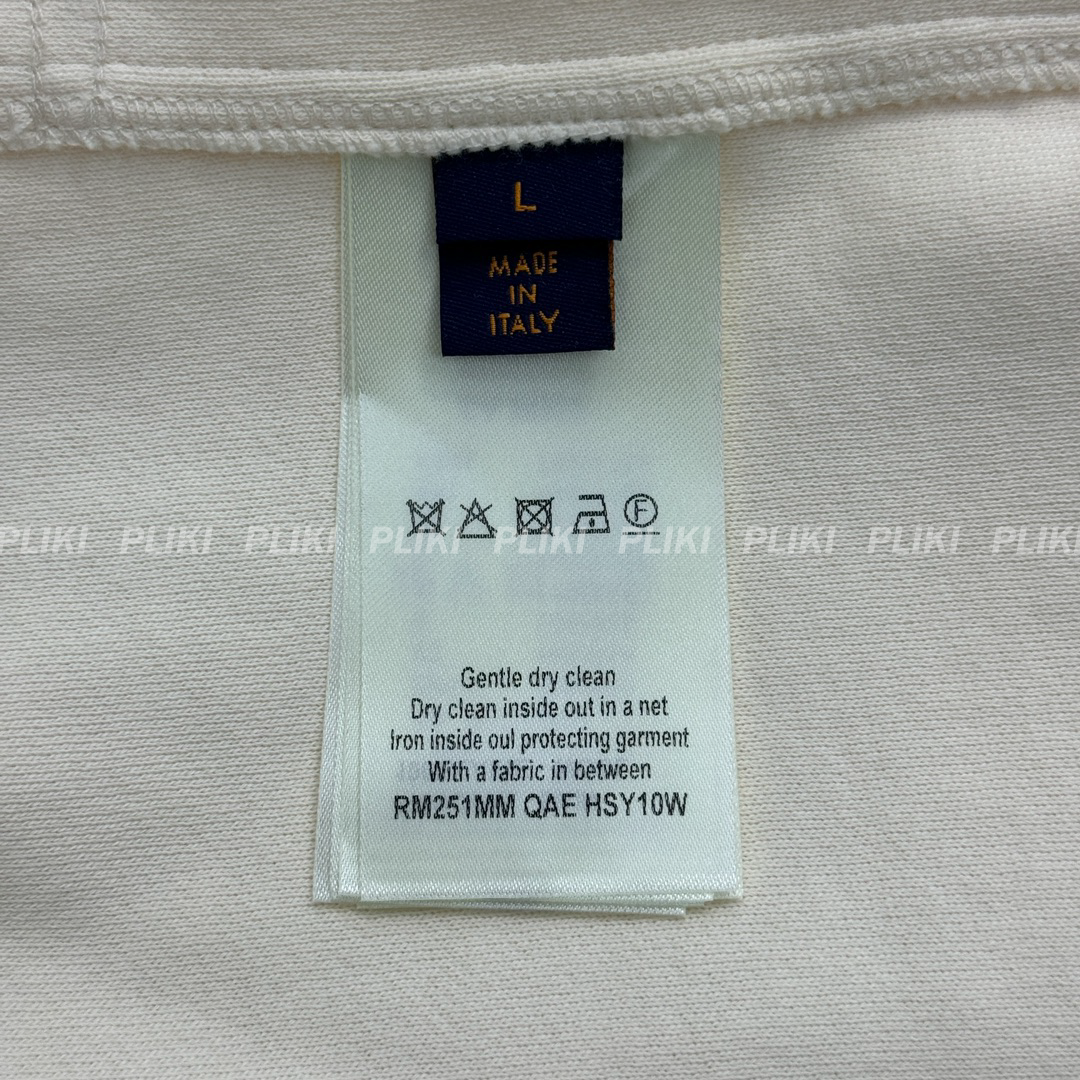 L
MADE
IN
ITALY
F
PLIKI PLIKI PLIKI PLIKI PLIKI PLIKI PLIKI PLIKI PLIKI
Gentle dry clean
Dry clean inside out in a net
Iron inside oul protecting garment
With a fabric in between
RM251MM QAE HSY10W